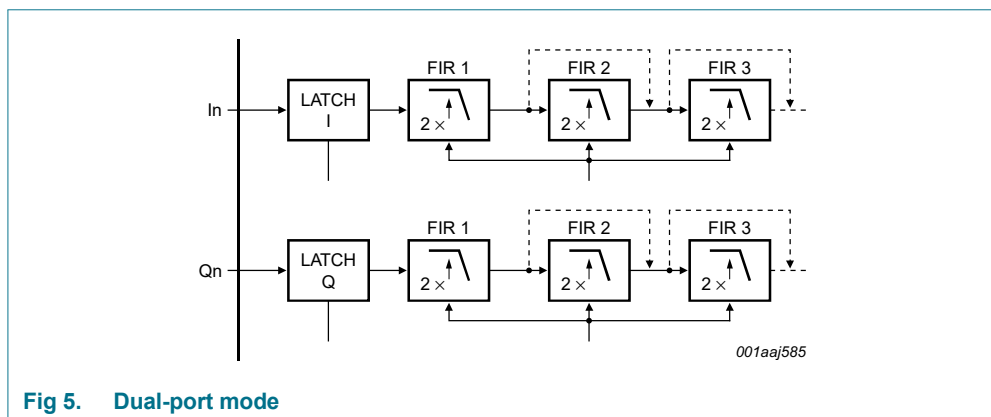 FIR 1 FIR 2 FIR 3
In LATCH
I
2 × 2 × 2 ×
FIR 1 FIR 2 FIR 3
Qn LATCH
Q
2 × 2 × 2 ×
001aaj585
Fig 5. Dual-port mode